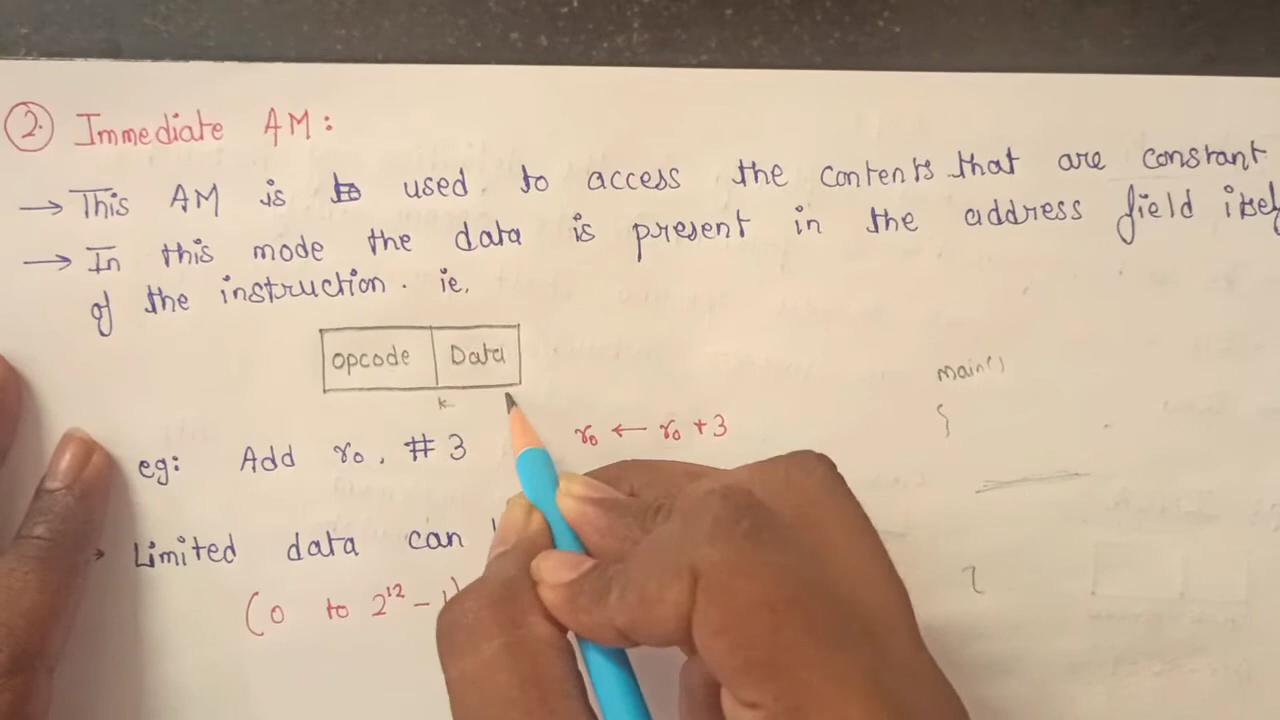 2. Immediate AM:
→ This AM is used to access the contents that are constant
→ In this mode the data is present in the address field itself
of the instruction. ie,
opcode Data
eg: Add r₀, #3 r₀ ← r₀ + 3
main()
{
→ Limited data can
(0 to 2¹² - 1)